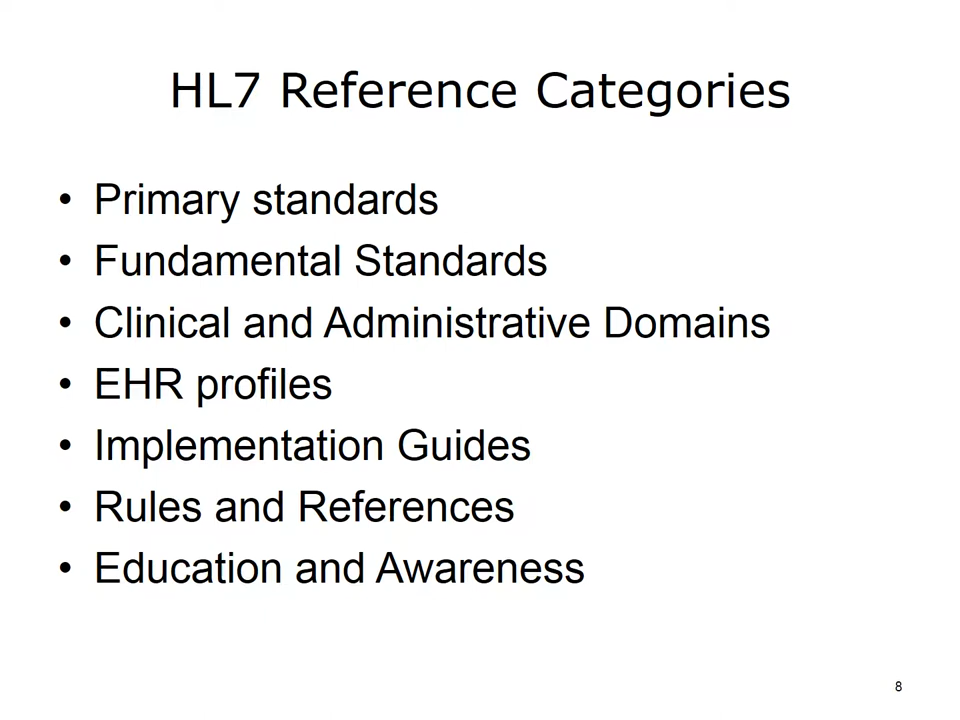 HL7 Reference Categories
• Primary standards
• Fundamental Standards
• Clinical and Administrative Domains
• EHR profiles
• Implementation Guides
• Rules and References
• Education and Awareness
8